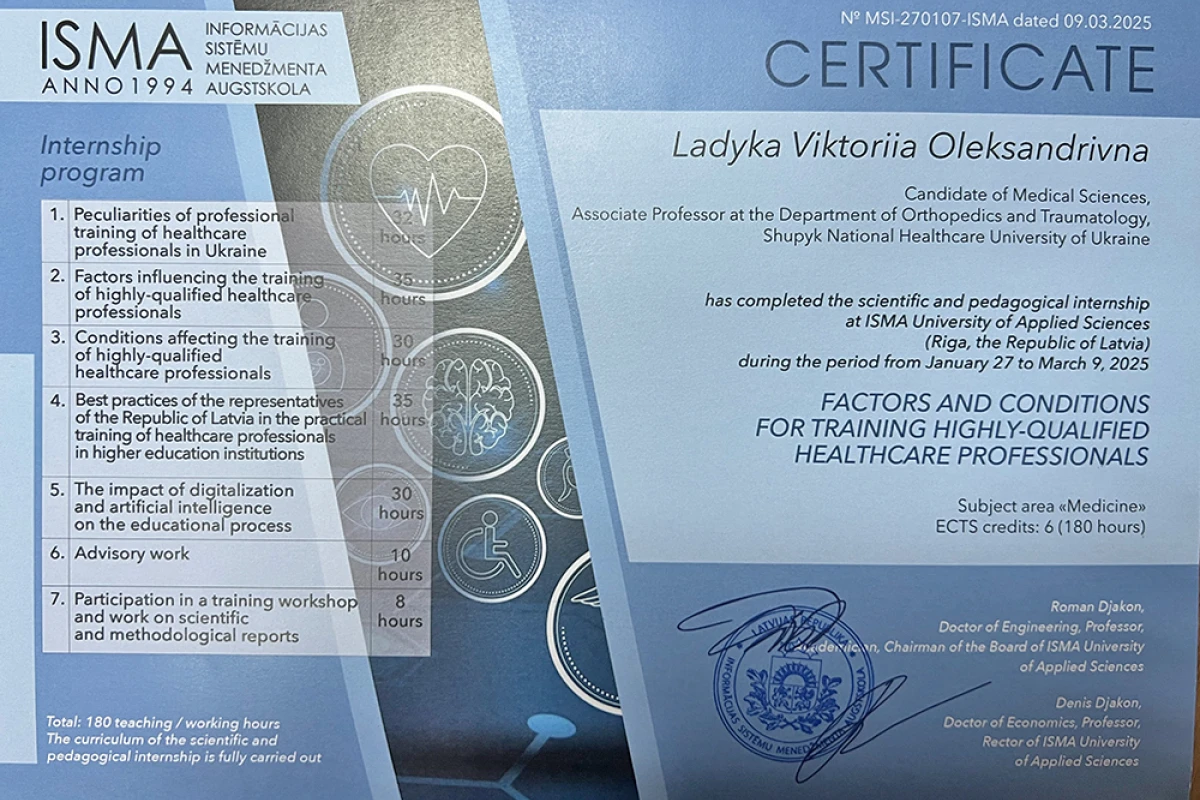 ISMA
ANNO 1994
INFORMĀCIJAS
SISTĒMU
MENEDŽMENTA
AUGSTSKOLA
Internship
program
1. Peculiarities of professional
training of healthcare
professionals in Ukraine
32
hours
2. Factors influencing the training
of highly-qualified healthcare
professionals
35
hours
3. Conditions affecting the training
of highly-qualified
healthcare professionals
30
hours
4. Best practices of the representatives
of the Republic of Latvia in the practical
training of healthcare professionals
in higher education institutions
35
hours
5. The impact of digitalization
and artificial intelligence
on the educational process
30
hours
6. Advisory work
10
hours
7. Participation in a training workshop
and work on scientific
and methodological reports
8
hours
Total: 180 teaching / working hours
The curriculum of the scientific and
pedagogical internship is fully carried out
№ MSI-270107-ISMA dated 09.03.2025
CERTIFICATE
Ladyka Viktoriia Oleksandrivna
Candidate of Medical Sciences,
Associate Professor at the Department of Orthopedics and Traumatology,
Shupyk National Healthcare University of Ukraine
has completed the scientific and pedagogical internship
at ISMA University of Applied Sciences
(Riga, the Republic of Latvia)
during the period from January 27 to March 9, 2025
FACTORS AND CONDITIONS
FOR TRAINING HIGHLY-QUALIFIED
HEALTHCARE PROFESSIONALS
Subject area «Medicine»
ECTS credits: 6 (180 hours)
Roman Djakon,
Doctor of Engineering, Professor,
Academician, Chairman of the Board of ISMA University
of Applied Sciences
Denis Djakon,
Doctor of Economics, Professor,
Rector of ISMA University
of Applied Sciences
LATVIJAS REPUBLIKA
INFORMĀCIJAS SISTĒMU MENEDŽMENTA AUGSTSKOLA